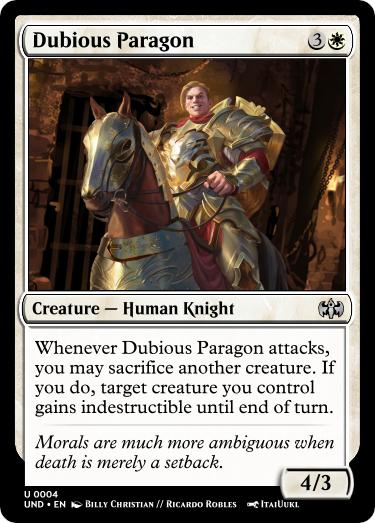 Dubious Paragon 3
Creature — Human Knight
Whenever Dubious Paragon attacks,
you may sacrifice another creature. If
you do, target creature you control
gains indestructible until end of turn.
Morals are much more ambiguous when
death is merely a setback.
4/3
U 0004
UND • EN Billy Christian // Ricardo Robles ItaiUukl